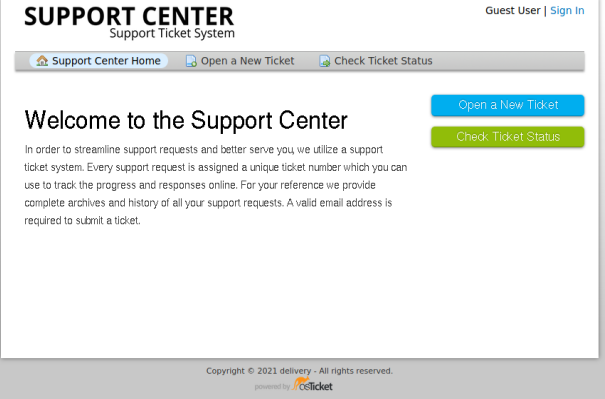 SUPPORT CENTER
Support Ticket System
Guest User | Sign In
Support Center Home
Open a New Ticket
Check Ticket Status
Open a New Ticket
Check Ticket Status
Welcome to the Support Center
In order to streamline support requests and better serve you, we utilize a support
ticket system. Every support request is assigned a unique ticket number which you can
use to track the progress and responses online. For your reference we provide
complete archives and history of all your support requests. A valid email address is
required to submit a ticket.
Copyright © 2021 delivery - All rights reserved.
powered by osTicket